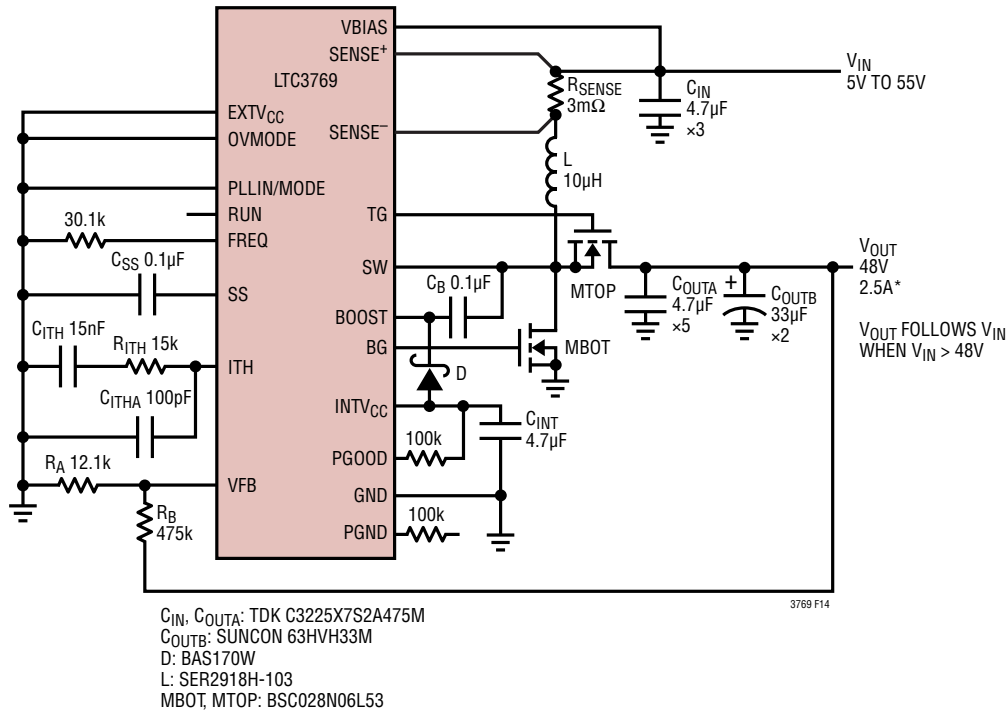 LTC3769
VBIAS
SENSE+
SENSE–
EXTVCC
OVMODE
PLLIN/MODE
RUN
FREQ
SS
ITH
VFB
TG
SW
BOOST
BG
INTVCC
PGOOD
GND
PGND
30.1k
CSS 0.1µF
CITH 15nF
RITH 15k
CITHA 100pF
RA 12.1k
RB
475k
RSENSE
3mΩ
CIN
4.7µF
×3
VIN
5V TO 55V
L
10µH
MTOP
CB 0.1µF
MBOT
D
COUTA
4.7µF
×5
+
COUTB
33µF
×2
VOUT
48V
2.5A*
VOUT FOLLOWS VIN
WHEN VIN > 48V
CINT
4.7µF
100k
100k
3769 F14
CIN, COUTA: TDK C3225X7S2A475M
COUTB: SUNCON 63HVH33M
D: BAS170W
L: SER2918H-103
MBOT, MTOP: BSC028N06L53